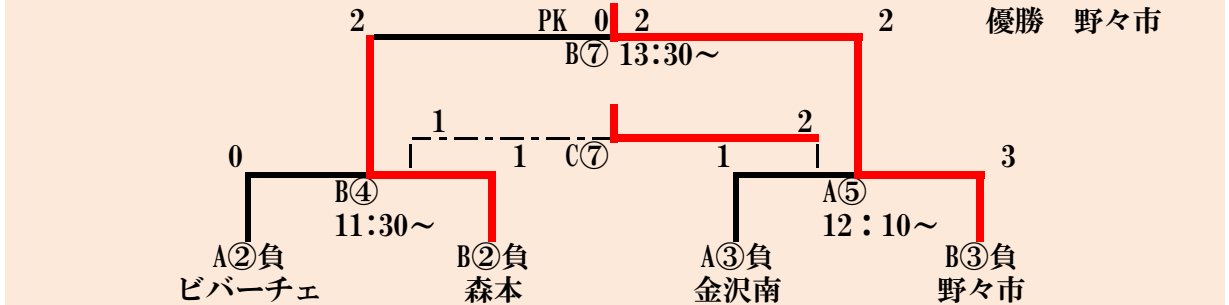 2 PK 0 2 2 優勝 野々市
B⑦ 13:30～
1 2
0 1 C⑦ 1 3
B④ A⑤
11:30～ 12：10～
A②負 B②負 A③負 B③負
ビバーチェ 森本 金沢南 野々市